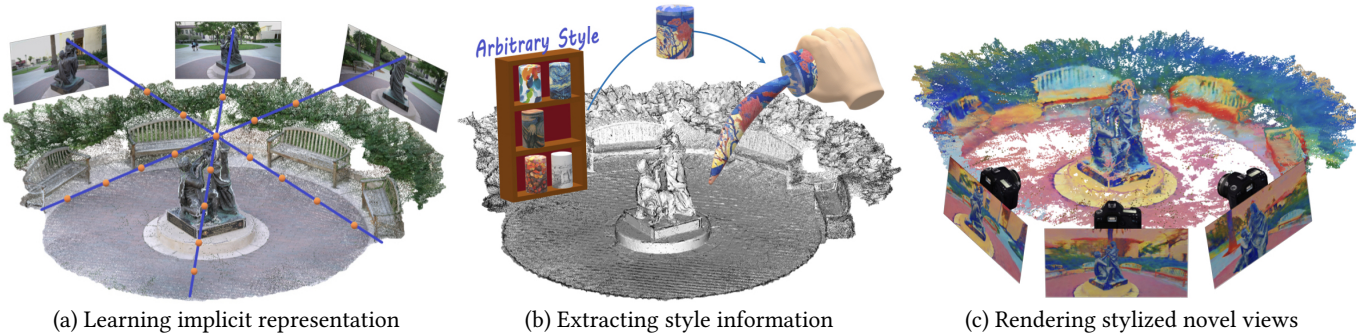 Arbitrary Style
(a) Learning implicit representation
(b) Extracting style information
(c) Rendering stylized novel views